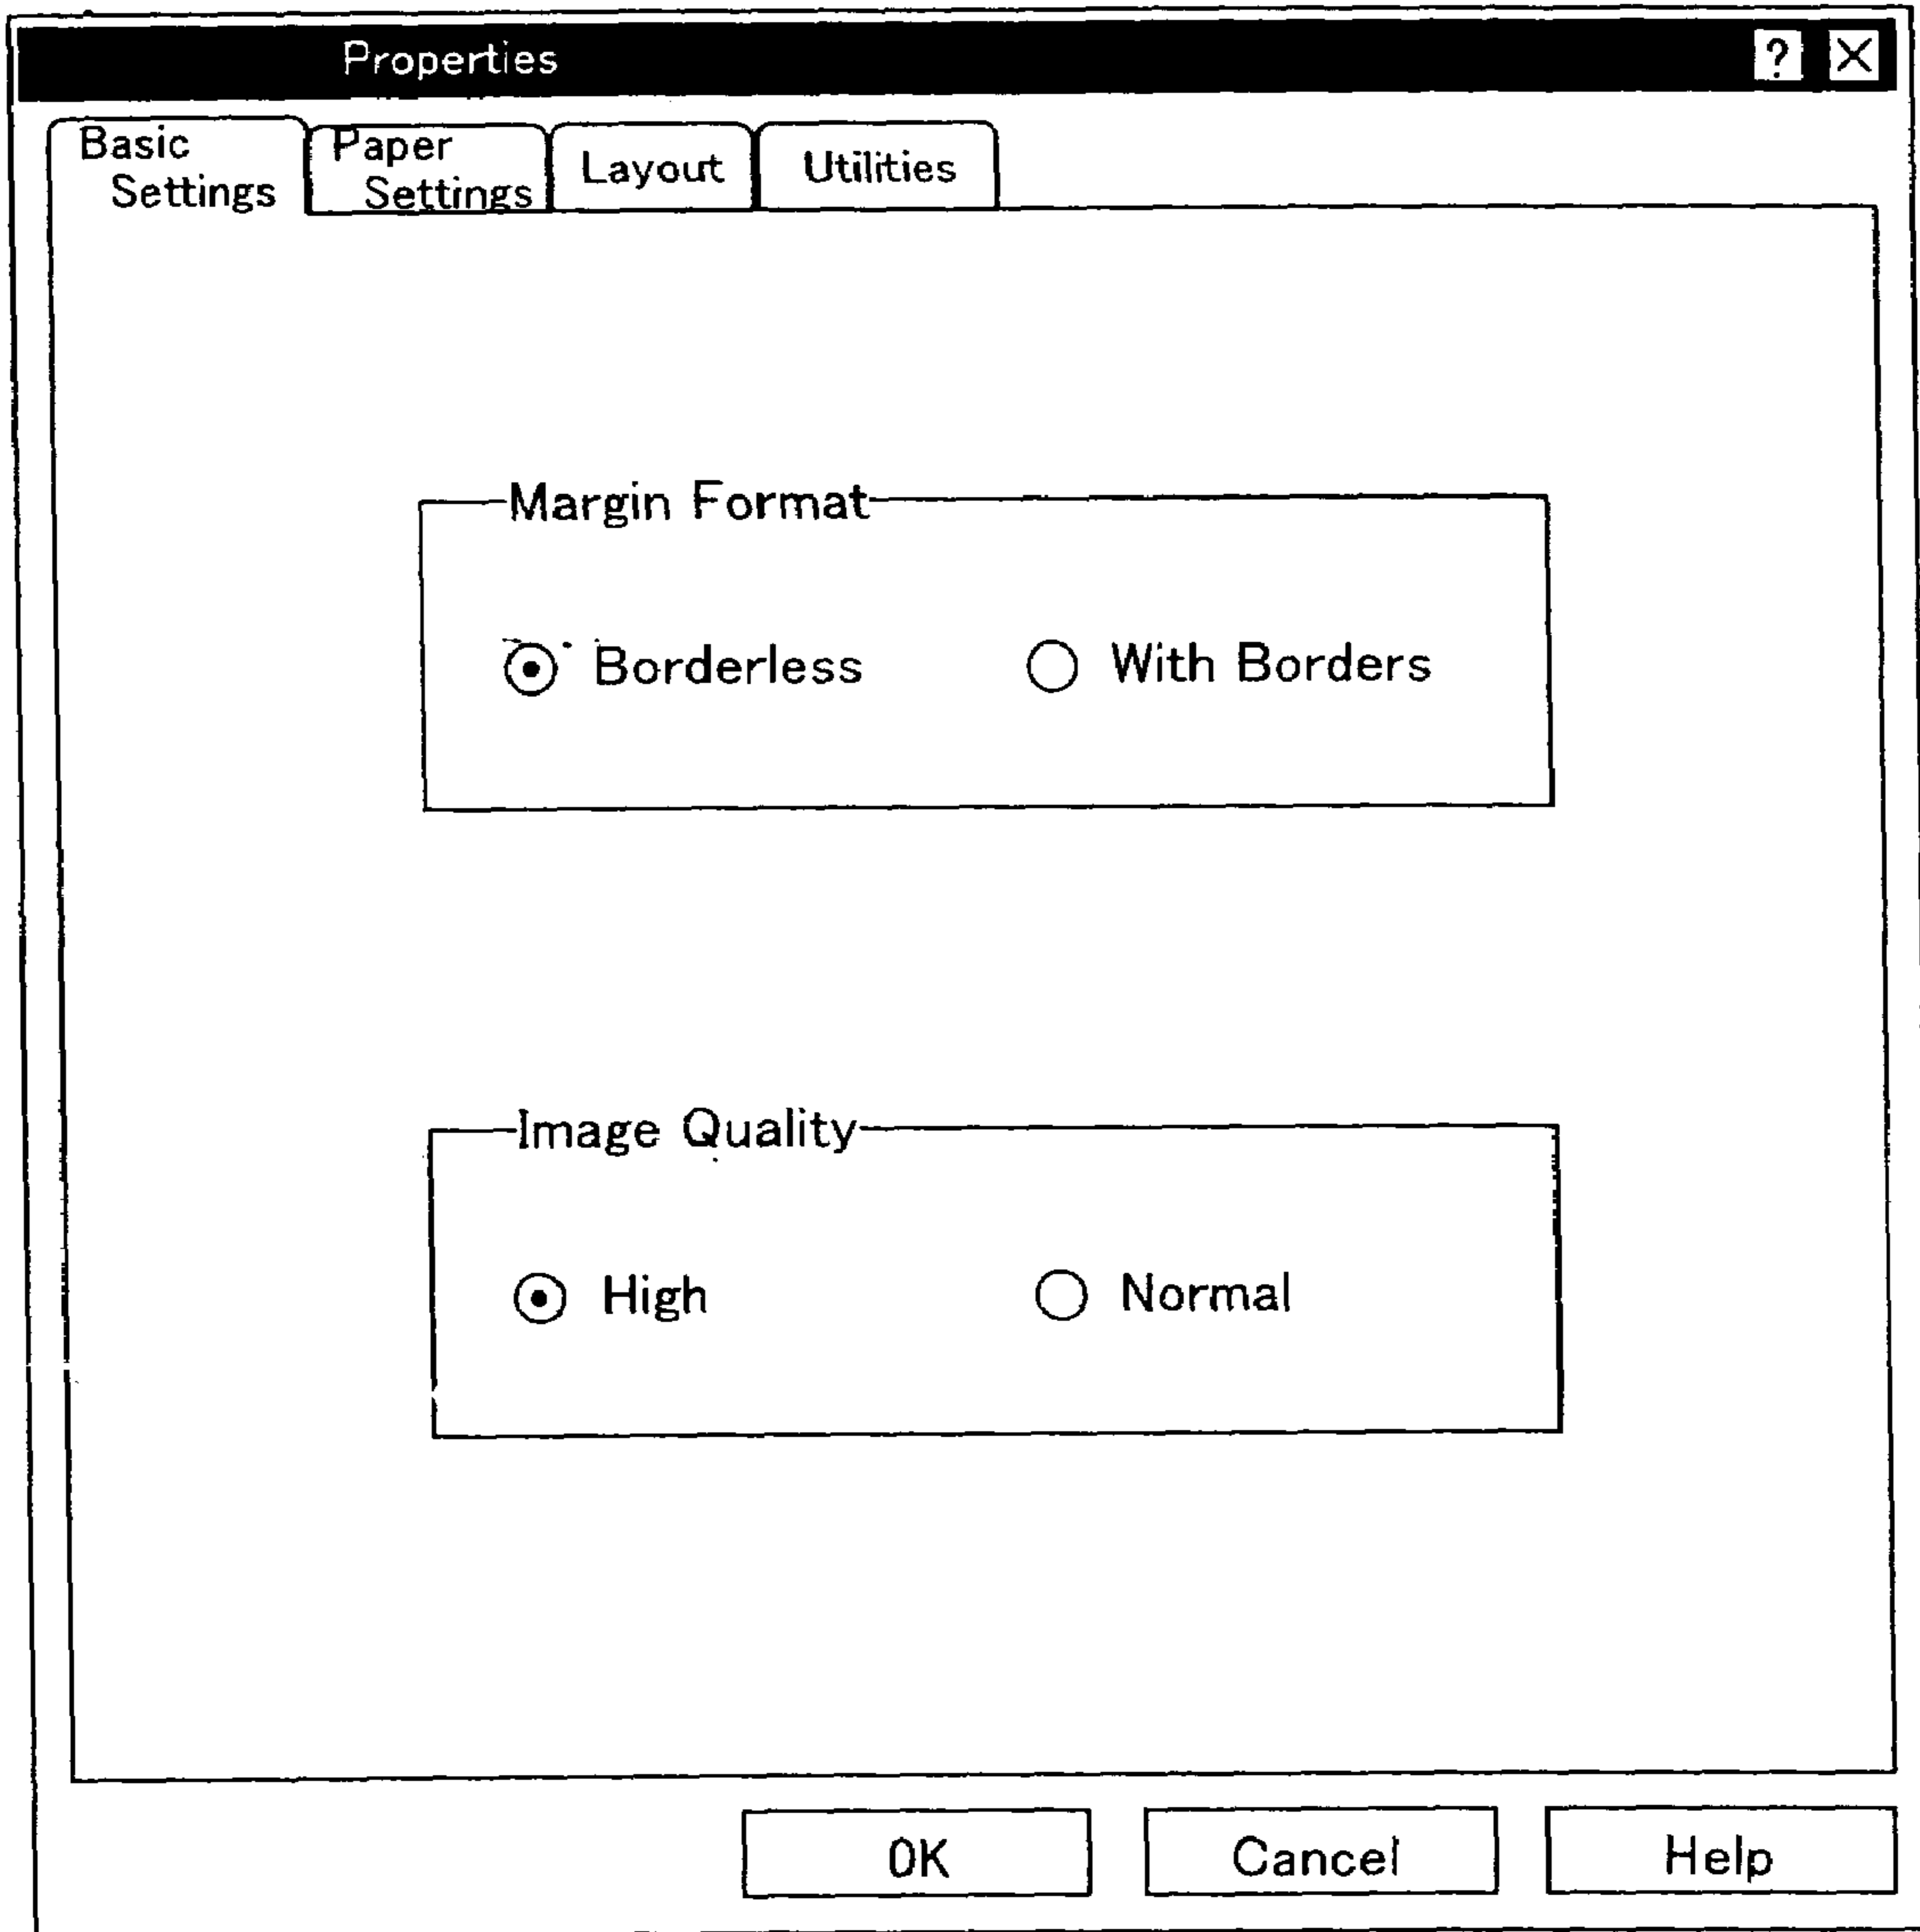 Properties ? X
Basic
Settings
Paper
Settings
Layout
Utilities
Margin Format
Borderless With Borders
Image Quality
High Normal
OK Cancel Help